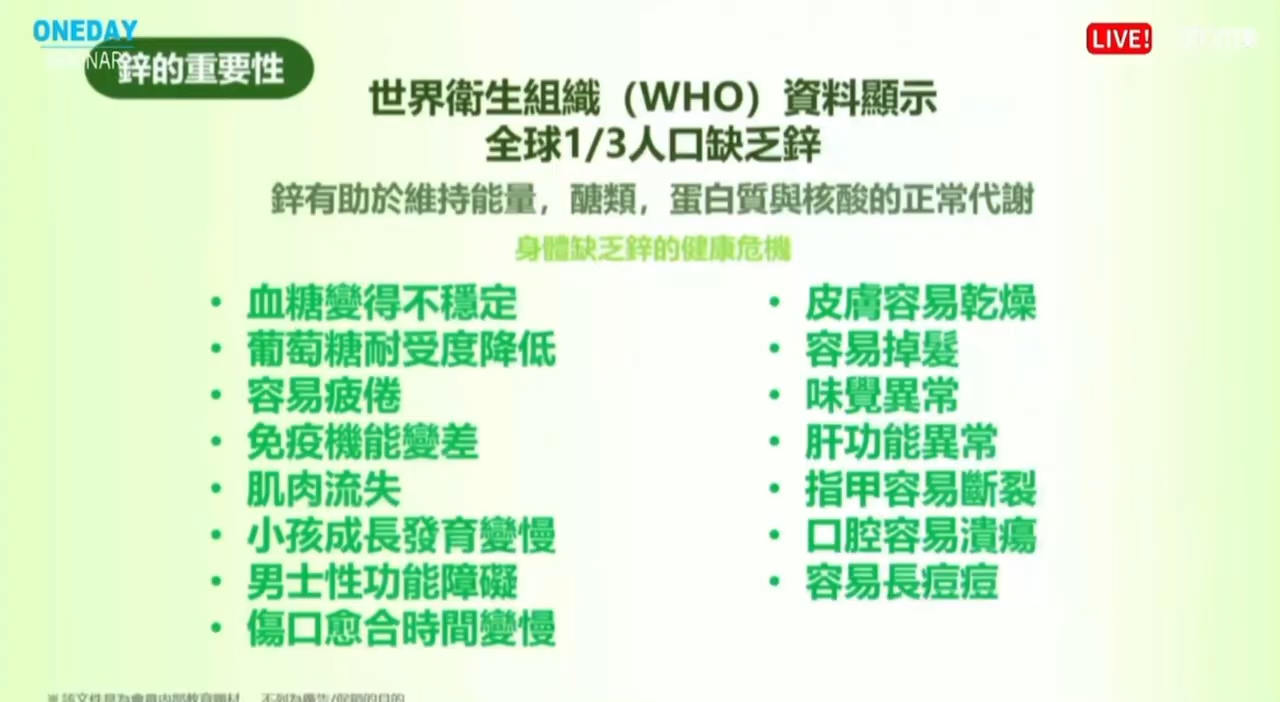 ONEDAY
LIVE!
鋅的重要性
世界衛生組織（WHO）資料顯示
全球1/3人口缺乏鋅
鋅有助於維持能量，醣類，蛋白質與核酸的正常代謝
身體缺乏鋅的健康危機
• 血糖變得不穩定
• 葡萄糖耐受度降低
• 容易疲倦
• 免疫機能變差
• 肌肉流失
• 小孩成長發育變慢
• 男士性功能障礙
• 傷口愈合時間變慢
• 皮膚容易乾燥
• 容易掉髮
• 味覺異常
• 肝功能異常
• 指甲容易斷裂
• 口腔容易潰瘍
• 容易長痘痘